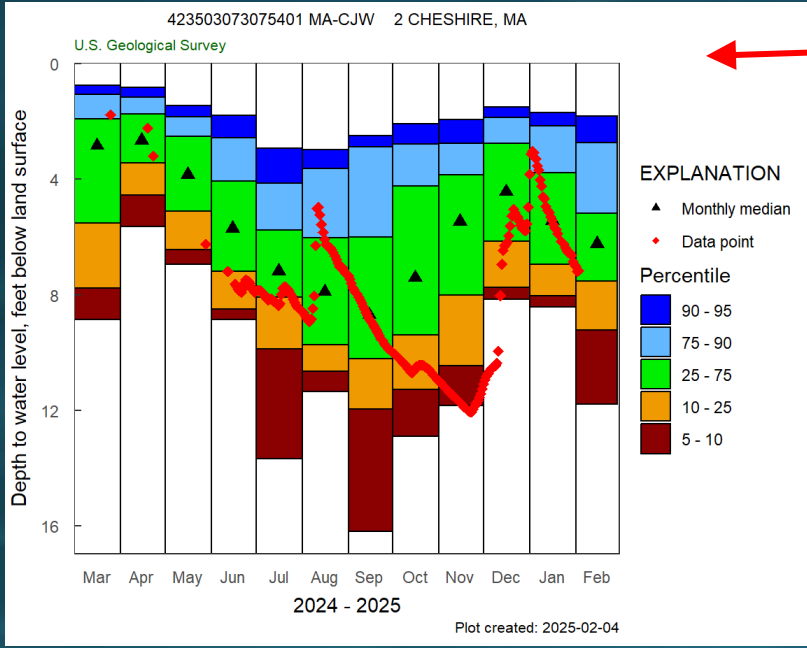 423503073075401 MA-CJW 2 CHESHIRE, MA
U.S. Geological Survey
Depth to water level, feet below land surface
0
4
8
12
16
Mar Apr May Jun Jul Aug Sep Oct Nov Dec Jan Feb
2024 - 2025
Plot created: 2025-02-04
EXPLANATION
Monthly median
Data point
Percentile
90 - 95
75 - 90
25 - 75
10 - 25
5 - 10